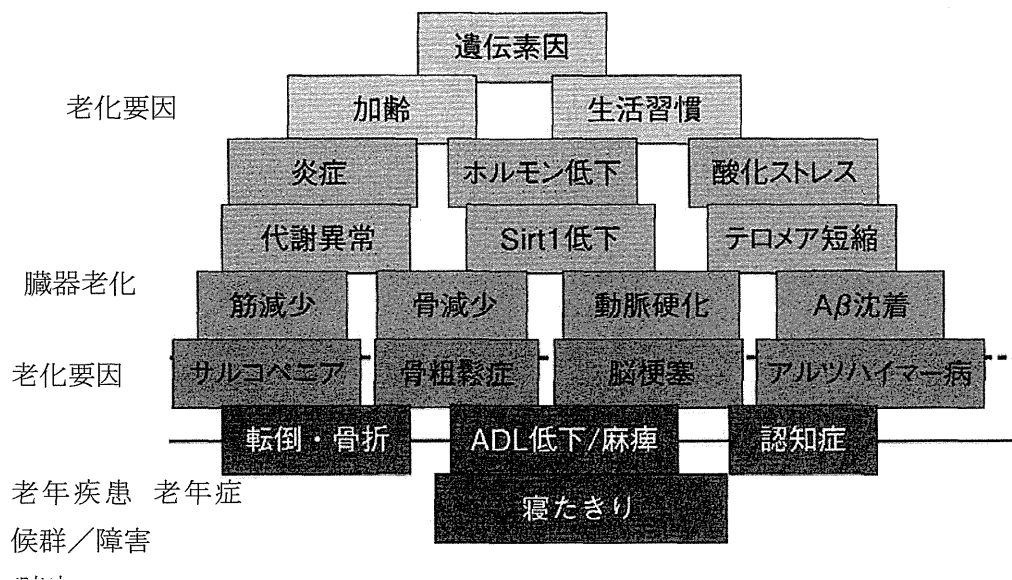 遺伝素因
老化要因
加齢
生活習慣
炎症
ホルモン低下
酸化ストレス
代謝異常
Sirt1低下
テロメア短縮
臓器老化
筋減少
骨減少
動脈硬化
Aβ沈着
老化要因
サルコペニア
骨粗鬆症
脳梗塞
アルツハイマー病
転倒・骨折
ADL低下/麻痺
認知症
老年疾患 老年症
寝たきり
候群／障害